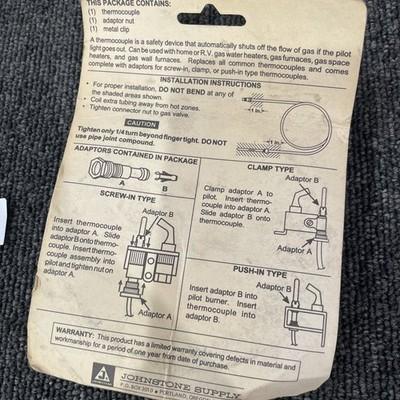 THIS PACKAGE CONTAINS:
(1) thermocouple
(1) adaptor nut
(1) metal clip
A thermocouple is a safety device that automatically shuts off the flow of gas if the pilot
light goes out. Can be used with home or R.V. gas water heaters, gas furnaces, gas space
heaters, and gas wall furnaces. Replaces all common thermocouples and comes
complete with adaptors for screw-in, clamp, or push-in type thermocouples.
INSTALLATION INSTRUCTIONS
• For proper installation, DO NOT BEND at any of
the shaded areas shown.
• Coil extra tubing away from hot zones.
• Tighten connector nut to gas valve.
CAUTION
Tighten only 1/4 turn beyond finger tight. DO NOT
use pipe joint compound.
1 in.
1 in.
ADAPTORS CONTAINED IN PACKAGE
A
B
SCREW-IN TYPE
Adaptor B
Insert thermocouple
into adaptor A. Slide
adaptor B onto thermo-
couple. Insert thermo-
couple assembly into
pilot and tighten nut on
adaptor A.
Adaptor A
CLAMP TYPE
Adaptor B
Clamp adaptor A to
pilot. Insert thermo-
couple into adaptor A.
Slide adaptor B onto
thermocouple.
Adaptor A
PUSH-IN TYPE
Adaptor B
Insert adaptor B into
pilot burner. Insert
thermocouple into
adaptor B.
WARRANTY: This product has a limited warranty covering defects in material and
workmanship for a period of one year from date of purchase.
JOHNSTONE SUPPLY
P.O. BOX 3010 • PORTLAND, OREGON